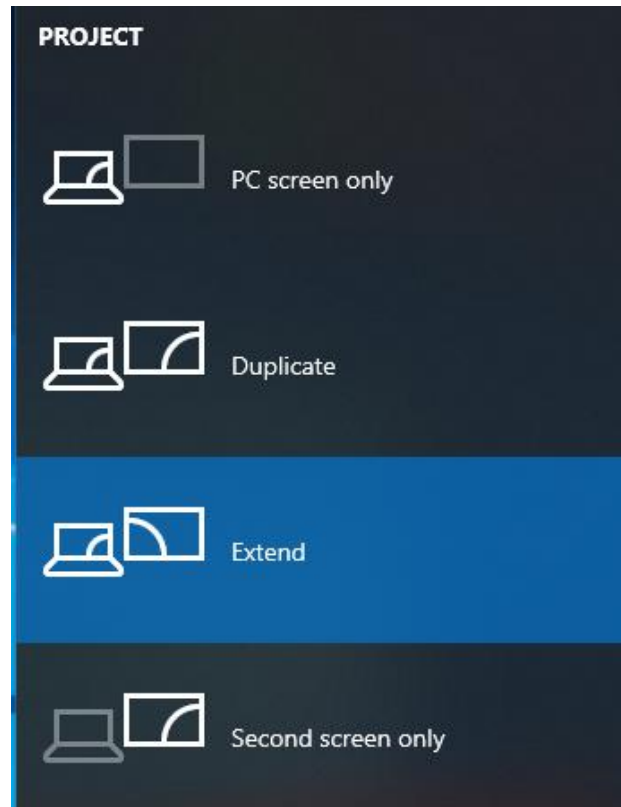 PROJECT
PC screen only
Duplicate
Extend
Second screen only